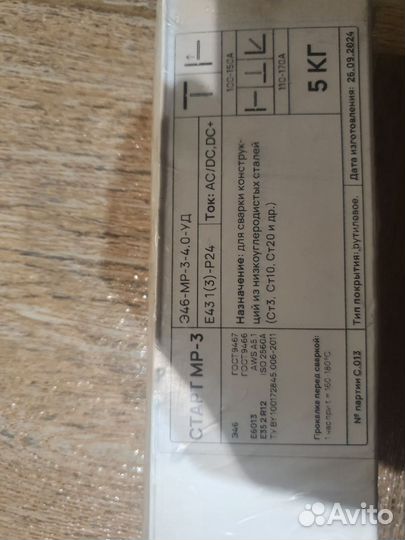 СТАРТ МР-3
Э46 ГОСТ 9467
ГОСТ 9466
E6013 AWS A5.1
E35 2 R12 ISO 2560A
TY BY 100172845.006-2011
Прокалка перед сваркой:
1 час при t = 160-180°С
№ партии С.013
Э46-МР-3-4.0-УД
Е 43 1(3)-Р24
Ток: AC/DC, DC+
Назначение: для сварки конструк-
ций из низкоуглеродистых сталей
(Ст3, Ст10, Ст20 и др.)
Тип покрытия: рутиловое.
100-150А
110-170А
5 КГ
Дата изготовления: 26.09.2024
Avito